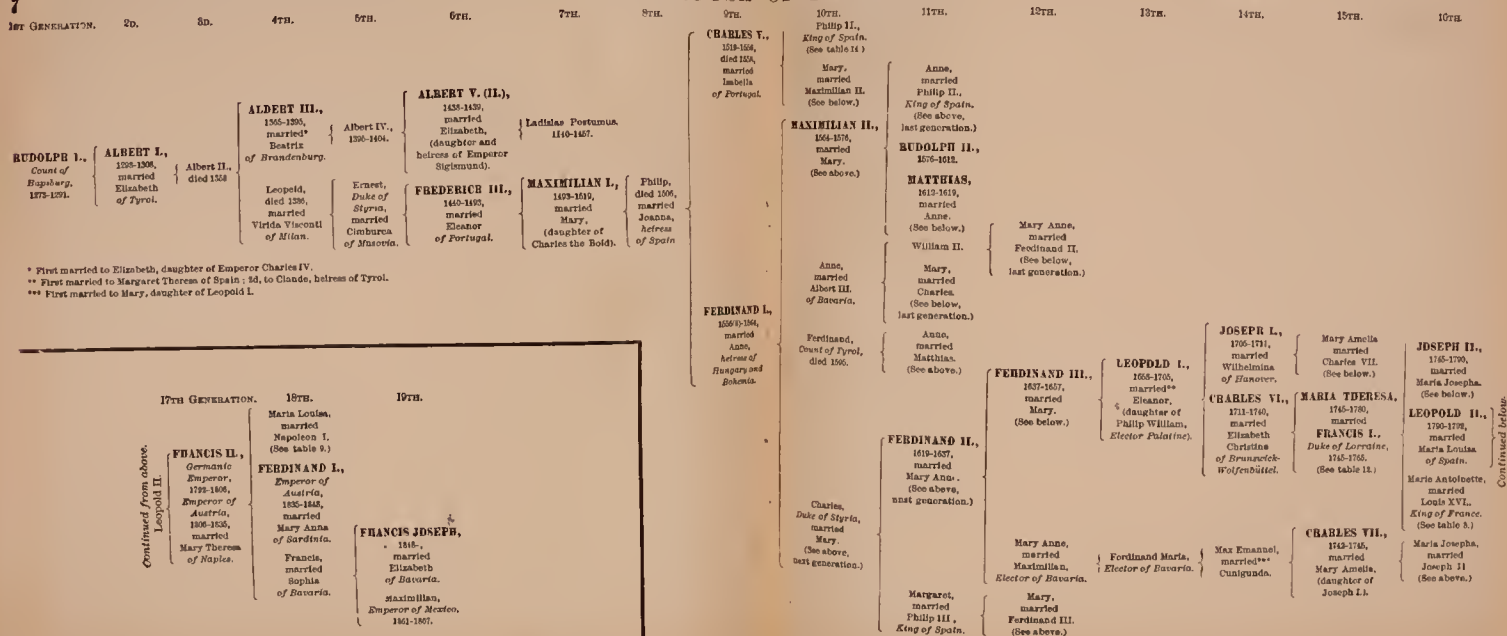 7
1ST GENERATION. 2D. 3D. 4TH. 5TH. 6TH. 7TH. 8TH. 9TH. 10TH. 11TH. 12TH. 13TH. 14TH. 15TH. 16TH.
RUDOLPH I.,
Count of
Hapsburg,
1273-1291.
ALBERT I.,
1298-1308,
married
Elizabeth
of Tyrol.
Albert II.,
died 1358
ALBERT III.,
1365-1395,
married*
Beatrix
of Brandenburg.
Leopold,
died 1386,
married
Virida Visconti
of Milan.
Albert IV.,
1395-1404.
Ernest,
Duke of
Styria,
married
Cimburca
of Masovia.
ALBERT V. (II.),
1438-1439,
married
Elizabeth,
(daughter and
heiress of Emperor
Sigismund).
FREDERICK III.,
1440-1493,
married
Eleanor
of Portugal.
Ladislas Postumus.
1440-1457.
MAXIMILIAN I.,
1493-1519,
married
Mary,
(daughter of
Charles the Bold).
Philip,
died 1506,
married
Joanna,
heiress
of Spain
CHARLES V.,
1519-1556,
died 1558,
married
Isabella
of Portugal.
FERDINAND I.,
married
Anne,
heiress of
Hungary and
Bohemia.
Philip II.,
King of Spain.
(See table 14)
Mary,
married
Maximilian II.
(See below.)
MAXIMILIAN II.,
1564-1576,
married
Mary.
(See above.)
Anne,
married
Albert III.
of Bavaria.
Ferdinand,
Count of Tyrol,
died 1595.
Charles,
Duke of Styria,
married
Mary.
(See above,
next generation.)
Anne,
married
Philip II.,
King of Spain.
(See above,
last generation.)
RUDOLPH II.,
1576-1612.
MATTHIAS,
1612-1619,
married
Anne.
(See below.)
William II.
Mary,
married
Charles.
(See below,
last generation.)
Anne,
married
Matthias.
(See above.)
FERDINAND II.,
1619-1637,
married
Mary Anne.
(See above,
next generation.)
Margaret,
married
Philip III.,
King of Spain.
Mary Anne,
married
Ferdinand II.
(See below,
last generation.)
FERDINAND III.,
1637-1657,
married
Mary.
(See below.)
Mary Anne,
married
Maximilian,
Elector of Bavaria.
Mary,
married
Ferdinand III.
(See above.)
LEOPOLD I.,
1658-1705,
married**
Eleanor,
(daughter of
Philip William,
Elector Palatine).
Ferdinand Maria,
Elector of Bavaria.
JOSEPH I.,
1705-1711,
married
Wilhelmina
of Hanover.
CHARLES VI.,
1711-1740,
married
Elizabeth
Christine
of Brunswick-
Wolfenbüttel.
Max Emannel,
married***
Cunigunda.
Mary Amelia
married
Charles VII.
(See below.)
MARIA THERESA,
1745-1780,
married
FRANCIS I.,
Duke of Lorraine,
1745-1765.
(See table 12.)
CHARLES VII.,
1742-1745,
married
Mary Amelia,
(daughter of
Joseph I.).
JOSEPH II.,
1765-1790,
married
Maria Josepha.
(See below.)
LEOPOLD II.,
1790-1792,
married
Maria Louisa
of Spain.
Marie Antoinette,
married
Louis XVI.,
King of France.
(See table 8.)
Maria Josepha,
married
Joseph II
(See above.)
Continued below.
* First married to Elizabeth, daughter of Emperor Charles IV.
** First married to Margaret Theresa of Spain; 2d, to Claude, heiress of Tyrol.
*** First married to Mary, daughter of Leopold I.
17TH GENERATION. 18TH. 19TH.
Continued from above.
Leopold II.
FRANCIS II.,
Germanic
Emperor,
1792-1806,
Emperor of
Austria,
1806-1835,
married
Mary Theresa
of Naples.
Maria Louisa,
married
Napoleon I.
(See table 9.)
FERDINAND I.,
Emperor of
Austria,
1835-1848,
married
Mary Anna
of Sardinia.
Francis,
married
Sophia
of Bavaria.
FRANCIS JOSEPH,
1848-,
married
Elizabeth
of Bavaria.
Maximilian,
Emperor of Mexico,
1861-1867.